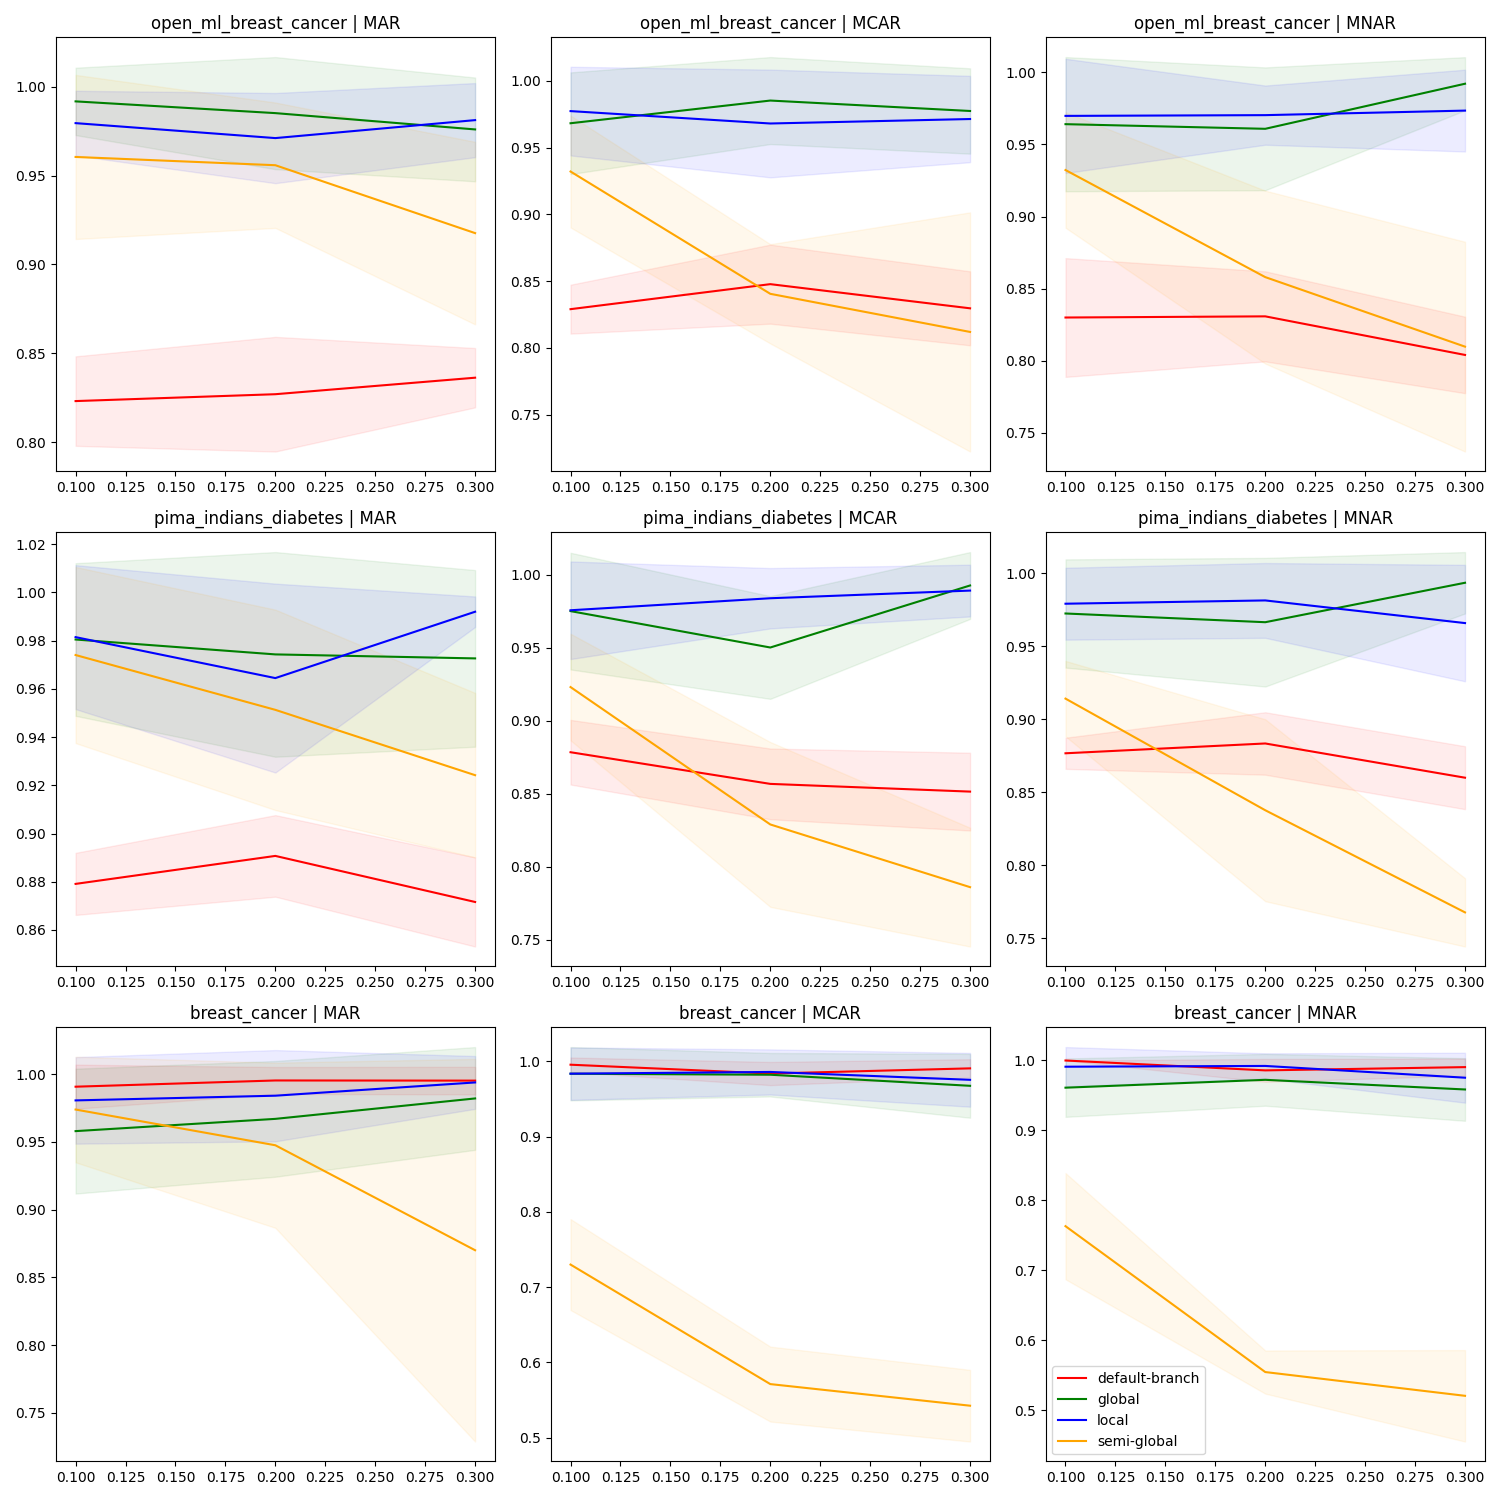 open_ml_breast_cancer | MAR
1.00
0.95
0.90
0.85
0.80
0.100 0.125 0.150 0.175 0.200 0.225 0.250 0.275 0.300
open_ml_breast_cancer | MCAR
1.00
0.95
0.90
0.85
0.80
0.75
0.100 0.125 0.150 0.175 0.200 0.225 0.250 0.275 0.300
open_ml_breast_cancer | MNAR
1.00
0.95
0.90
0.85
0.80
0.75
0.100 0.125 0.150 0.175 0.200 0.225 0.250 0.275 0.300
pima_indians_diabetes | MAR
1.02
1.00
0.98
0.96
0.94
0.92
0.90
0.88
0.86
0.100 0.125 0.150 0.175 0.200 0.225 0.250 0.275 0.300
pima_indians_diabetes | MCAR
1.00
0.95
0.90
0.85
0.80
0.75
0.100 0.125 0.150 0.175 0.200 0.225 0.250 0.275 0.300
pima_indians_diabetes | MNAR
1.00
0.95
0.90
0.85
0.80
0.75
0.100 0.125 0.150 0.175 0.200 0.225 0.250 0.275 0.300
breast_cancer | MAR
1.00
0.95
0.90
0.85
0.80
0.75
0.100 0.125 0.150 0.175 0.200 0.225 0.250 0.275 0.300
breast_cancer | MCAR
1.0
0.9
0.8
0.7
0.6
0.5
0.100 0.125 0.150 0.175 0.200 0.225 0.250 0.275 0.300
breast_cancer | MNAR
1.0
0.9
0.8
0.7
0.6
0.5
default-branch
global
local
semi-global
0.100 0.125 0.150 0.175 0.200 0.225 0.250 0.275 0.300